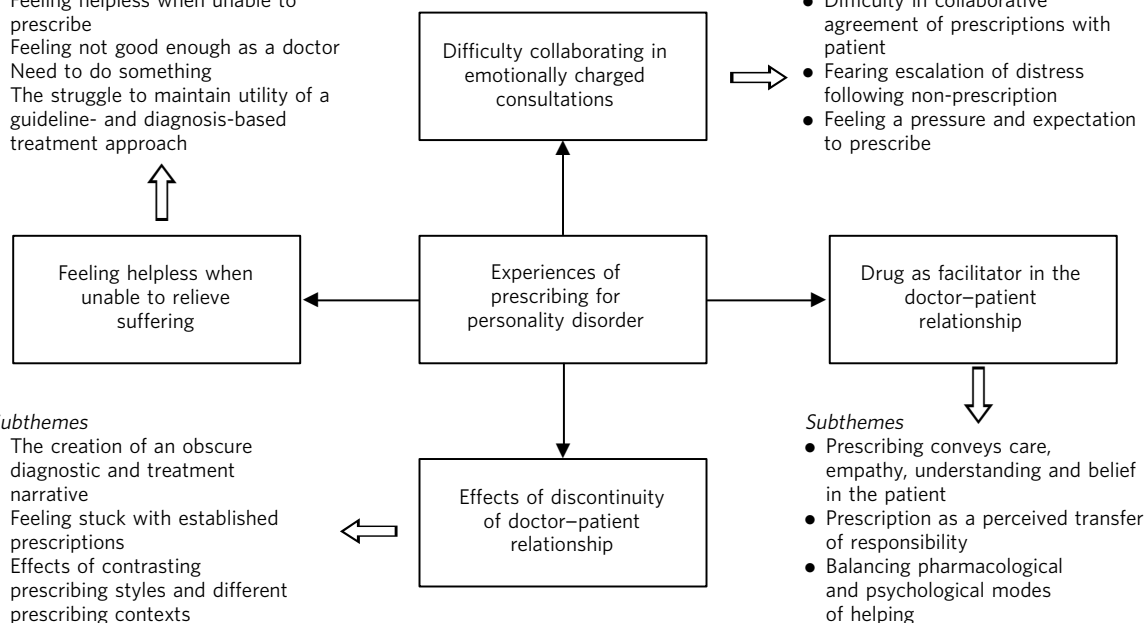 Feeling helpless when unable to
prescribe
Feeling not good enough as a doctor
Need to do something
The struggle to maintain utility of a
guideline- and diagnosis-based
treatment approach
Difficulty collaborating in
emotionally charged
consultations
● Difficulty in collaborative
agreement of prescriptions with
patient
● Fearing escalation of distress
following non-prescription
● Feeling a pressure and expectation
to prescribe
Feeling helpless when
unable to relieve
suffering
Experiences of
prescribing for
personality disorder
Drug as facilitator in the
doctor–patient
relationship
ubthemes
The creation of an obscure
diagnostic and treatment
narrative
Feeling stuck with established
prescriptions
Effects of contrasting
prescribing styles and different
prescribing contexts
Effects of discontinuity
of doctor–patient
relationship
Subthemes
● Prescribing conveys care,
empathy, understanding and belief
in the patient
● Prescription as a perceived transfer
of responsibility
● Balancing pharmacological
and psychological modes
of helping